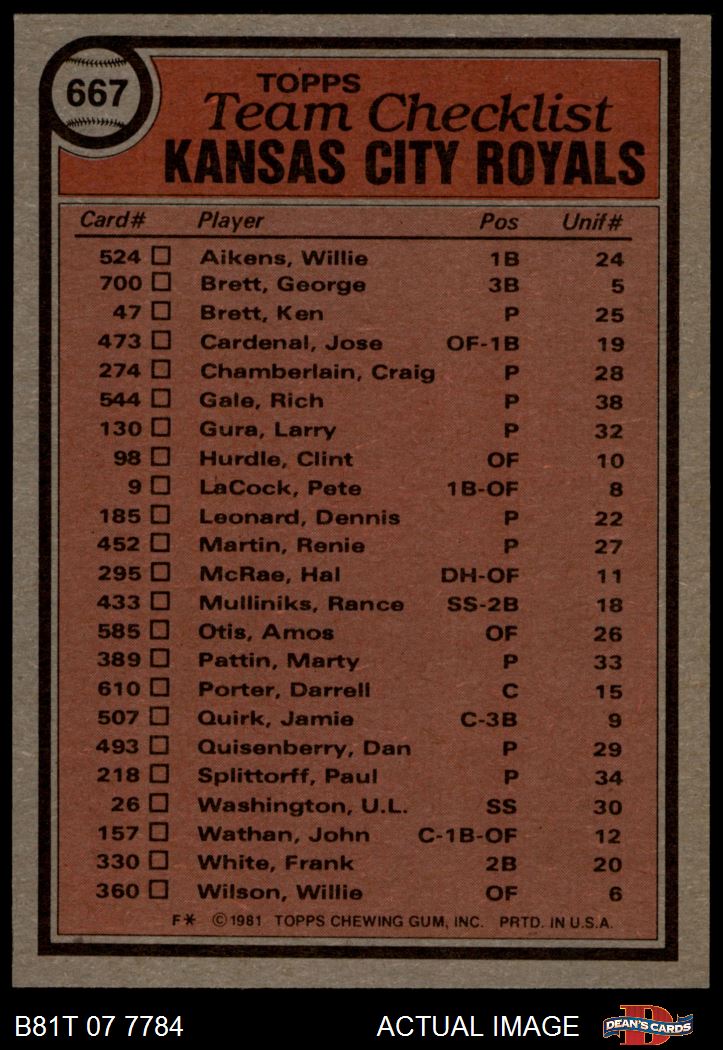 667
TOPPS
Team Checklist
KANSAS CITY ROYALS
Card# Player Pos Unif#
524 Aikens, Willie 1B 24
700 Brett, George 3B 5
47 Brett, Ken P 25
473 Cardenal, Jose OF-1B 19
274 Chamberlain, Craig P 28
544 Gale, Rich P 38
130 Gura, Larry P 32
98 Hurdle, Clint OF 10
9 LaCock, Pete 1B-OF 8
185 Leonard, Dennis P 22
452 Martin, Renie P 27
295 McRae, Hal DH-OF 11
433 Mulliniks, Rance SS-2B 18
585 Otis, Amos OF 26
389 Pattin, Marty P 33
610 Porter, Darrell C 15
507 Quirk, Jamie C-3B 9
493 Quisenberry, Dan P 29
218 Splittorff, Paul P 34
26 Washington, U.L. SS 30
157 Wathan, John C-1B-OF 12
330 White, Frank 2B 20
360 Wilson, Willie OF 6
F* ©1981 TOPPS CHEWING GUM, INC. PRTD. IN U.S.A.
B81T 07 7784 ACTUAL IMAGE D DEAN'S CARDS